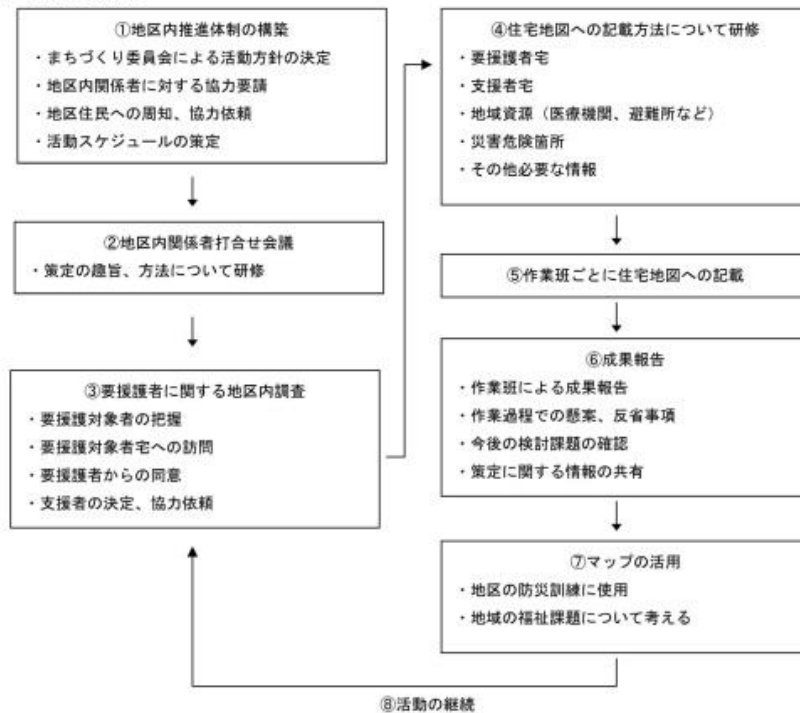 ①地区内推進体制の構築
・まちづくり委員会による活動方針の決定
・地区内関係者に対する協力要請
・地区住民への周知、協力依頼
・活動スケジュールの策定
②地区内関係者打合せ会議
・策定の趣旨、方法について研修
③要援護者に関する地区内調査
・要援護対象者の把握
・要援護対象者宅への訪問
・要援護者からの同意
・支援者の決定、協力依頼
④住宅地図への記載方法について研修
・要援護者宅
・支援者宅
・地域資源（医療機関、避難所など）
・災害危険箇所
・その他必要な情報
⑤作業班ごとに住宅地図への記載
⑥成果報告
・作業班による成果報告
・作業過程での懸案、反省事項
・今後の検討課題の確認
・策定に関する情報の共有
⑦マップの活用
・地区の防災訓練に使用
・地域の福祉課題について考える
⑧活動の継続